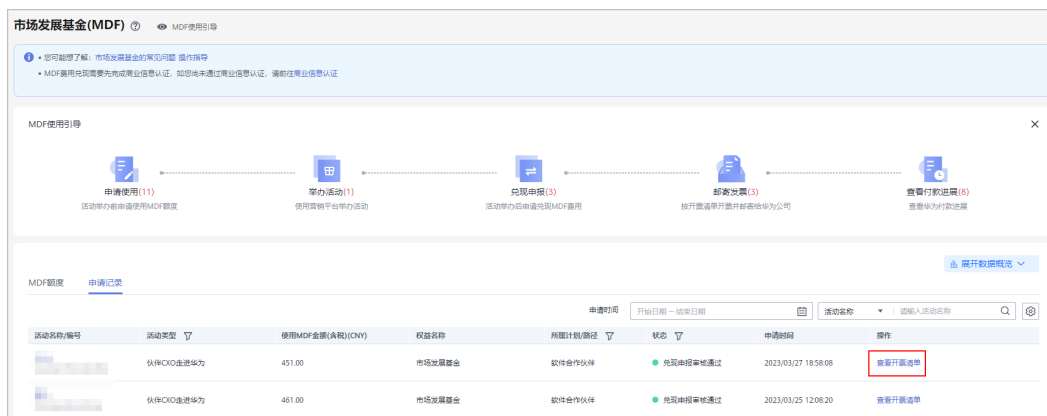 市场发展基金(MDF) MDF使用引导
• 您可能想了解：市场发展基金的常见问题 操作指导
• MDF费用兑现需要先完成商业信息认证，如您尚未通过商业信息认证，请前往商业信息认证
MDF使用引导
申请使用(11) 举办活动(1) 兑现申报(3) 邮寄发票(3) 查看付款进展(8)
活动举办前申请使用MDF额度 使用营销平台举办活动 活动举办后申请兑现MDF费用 按开票清单开票并邮寄给华为公司 查看华为付款进展
展开数据概览
MDF额度 申请记录
申请时间 开始日期 – 结束日期 活动名称 请输入活动名称
活动名称/编号 活动类型 使用MDF金额(含税)(CNY) 权益名称 所属计划/路径 状态 申请时间 操作
伙伴CXO走进华为 451.00 市场发展基金 软件合作伙伴 兑现申报审核通过 2023/03/27 18:58:08 查看开票清单
伙伴CXO走进华为 461.00 市场发展基金 软件合作伙伴 兑现申报审核通过 2023/03/25 12:08:20 查看开票清单